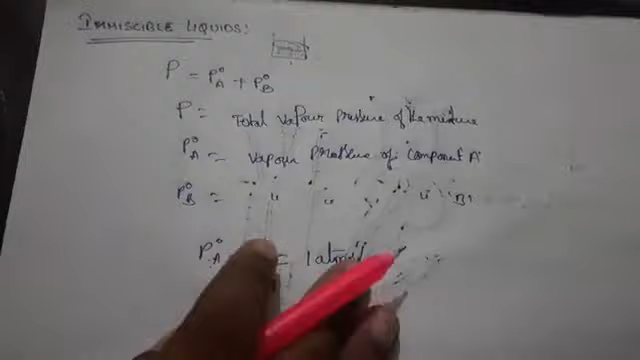 IMMISCIBLE LIQUIDS:
P = P°A + P°B
P = Total vapour pressure of the mixture
P°A = vapour pressure of component A
P°B = " " " B
P°A = 1 atm